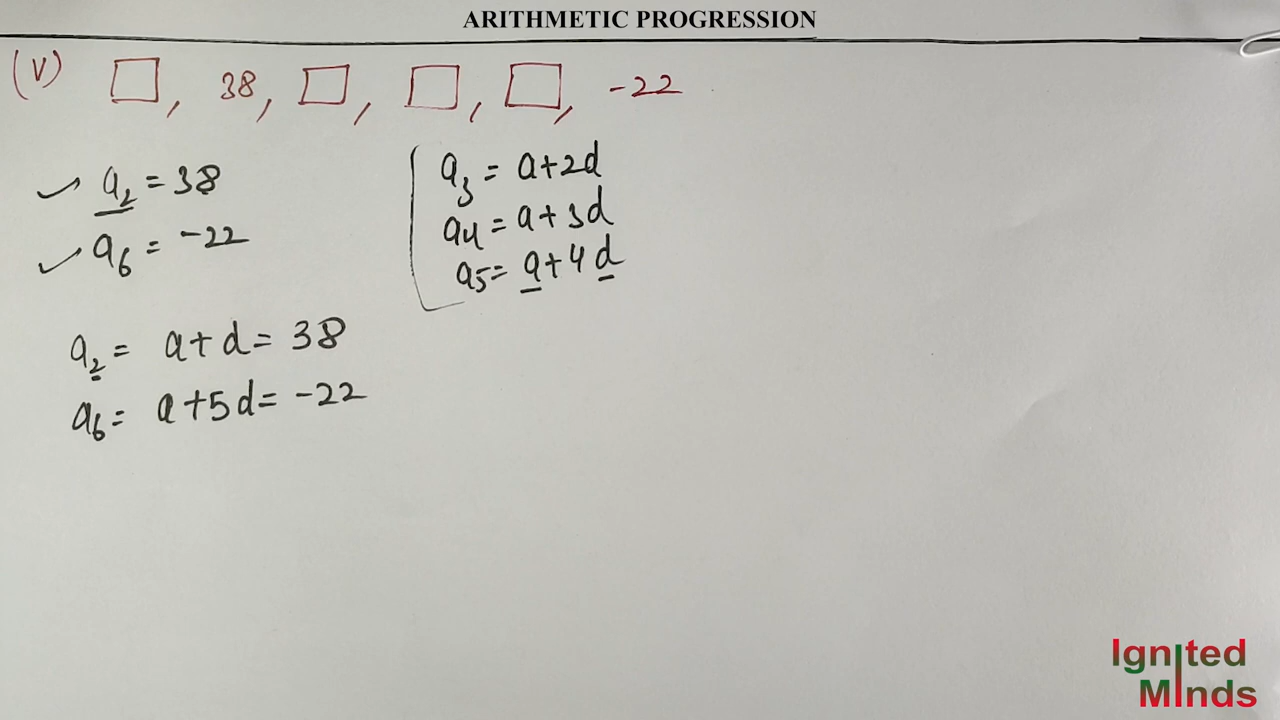 ARITHMETIC PROGRESSION
(V) □, 38, □, □, □, -22
a₂ = 38
a₆ = -22
a₃ = a+2d
a₄ = a+3d
a₅ = a+4d
a₂ = a+d = 38
a₆ = a+5d = -22
Ignited
Minds